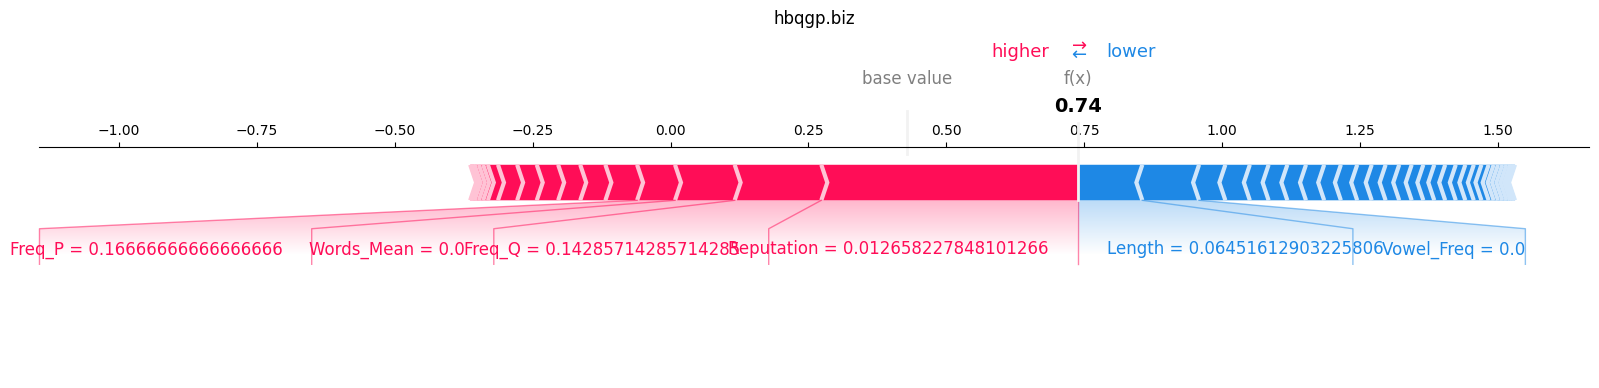 hbqgp.biz
higher ⇄ lower
base value f(x)
0.74
−1.00 −0.75 −0.50 −0.25 0.00 0.25 0.50 0.75 1.00 1.25 1.50
Freq_P = 0.16666666666666666 Words_Mean = 0.0 Freq_Q = 0.14285714285714285 Reputation = 0.012658227848101266 Length = 0.06451612903225806 Vowel_Freq = 0.0